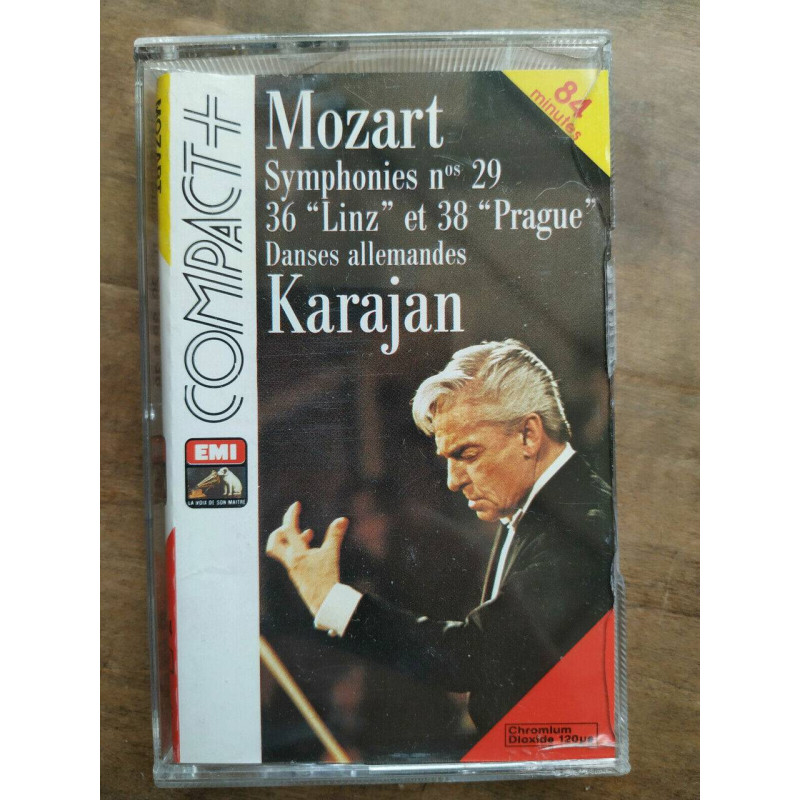 Mozart
Symphonies nos 29
36 “Linz” et 38 “Prague”
Danses allemandes
Karajan
84
minutes
COMPACT+
MOZART
EMI
LA VOIX DE SON MAITRE
Chromium
Dioxide 120µs